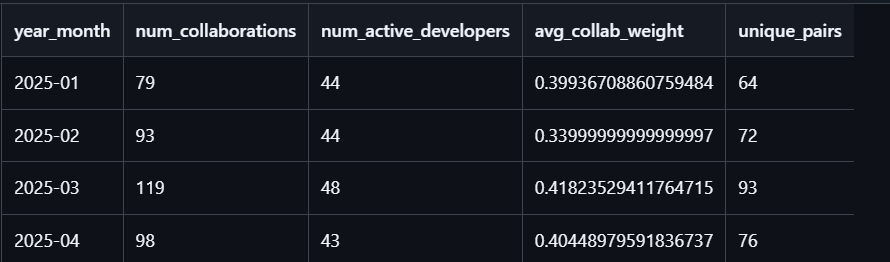 year_month num_collaborations num_active_developers avg_collab_weight unique_pairs
2025-01 79 44 0.39936708860759484 64
2025-02 93 44 0.33999999999999997 72
2025-03 119 48 0.41823529411764715 93
2025-04 98 43 0.40448979591836737 76